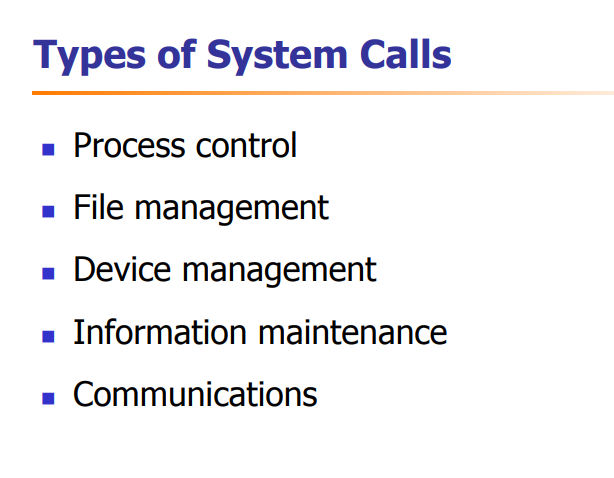 Types of System Calls
Process control
File management
Device management
Information maintenance
Communications